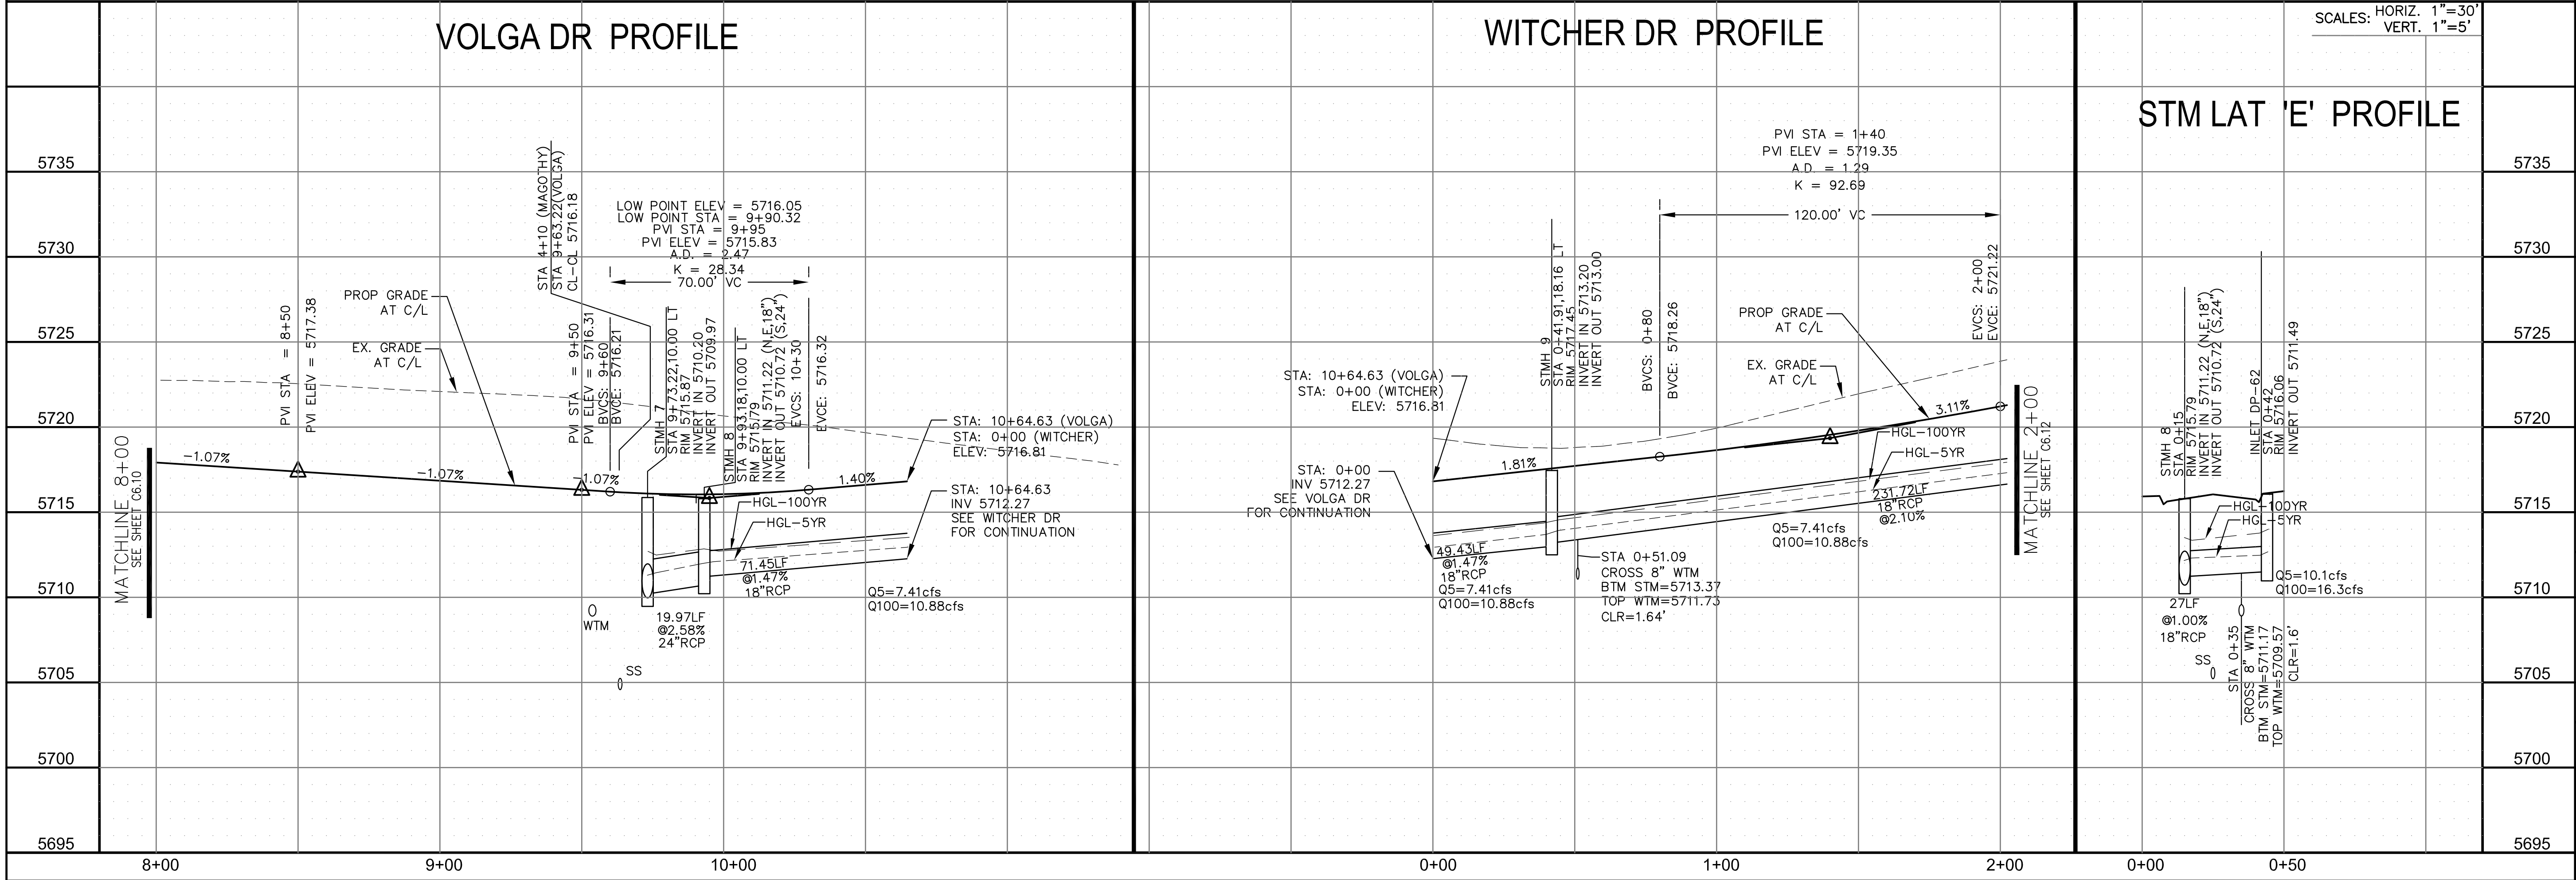 VOLGA DR PROFILE
WITCHER DR PROFILE
STM LAT 'E' PROFILE
SCALES: HORIZ. 1"=30'
VERT. 1"=5'
5735
5730
5725
5720
5715
5710
5705
5700
5695
MATCHLINE 8+00
SEE SHEET C6.10
-1.07%
PVI STA = 8+50
PVI ELEV = 5717.38
PROP GRADE
AT C/L
EX. GRADE
AT C/L
-1.07%
STA 4+10 (MAGOTHY)
STA 9+63.22(VOLGA)
CL-CL 5716.18
LOW POINT ELEV = 5716.05
LOW POINT STA = 9+90.32
PVI STA = 9+95
PVI ELEV = 5715.83
A.D. = 2.47
K = 28.34
70.00' VC
PVI STA = 9+50
PVI ELEV = 5716.31
BVCS: 9+60
BVCE: 5716.21
-1.07%
STMH 7
STA 9+73.22,10.00 LT
RIM 5715.87
INVERT IN 5710.20
INVERT OUT 5709.97
STMH 8
STA 9+93.18,10.00 LT
RIM 5715.79
INVERT IN 5711.22 (N,E,18")
INVERT OUT 5710.72 (S,24")
EVCS: 10+30
EVCE: 5716.32
1.40%
STA: 10+64.63 (VOLGA)
STA: 0+00 (WITCHER)
ELEV: 5716.81
HGL-100YR
HGL-5YR
STA: 10+64.63
INV 5712.27
SEE WITCHER DR
FOR CONTINUATION
71.45LF
@1.47%
18"RCP
Q5=7.41cfs
Q100=10.88cfs
WTM
19.97LF
@2.58%
24"RCP
SS
8+00
9+00
10+00
STA: 10+64.63 (VOLGA)
STA: 0+00 (WITCHER)
ELEV: 5716.81
STA: 0+00
INV 5712.27
SEE VOLGA DR
FOR CONTINUATION
1.81%
STMH 9
STA 0+41.91,18.16 LT
RIM 5717.45
INVERT IN 5713.20
INVERT OUT 5713.00
BVCS: 0+80
BVCE: 5718.26
PVI STA = 1+40
PVI ELEV = 5719.35
A.D. = 1.29
K = 92.69
120.00' VC
PROP GRADE
AT C/L
EX. GRADE
AT C/L
EVCS: 2+00
EVCE: 5721.22
3.11%
HGL-100YR
HGL-5YR
231.72LF
18"RCP
@2.10%
Q5=7.41cfs
Q100=10.88cfs
49.43LF
@1.47%
18"RCP
Q5=7.41cfs
Q100=10.88cfs
STA 0+51.09
CROSS 8" WTM
BTM STM=5713.37
TOP WTM=5711.73
CLR=1.64'
MATCHLINE 2+00
SEE SHEET C6.12
0+00
1+00
2+00
STMH 8
STA 0+15
RIM 5715.79
INVERT IN 5711.22 (N,E,18")
INVERT OUT 5710.72 (S,24")
INLET DP-62
STA 0+42
RIM 5716.06
INVERT OUT 5711.49
HGL-100YR
HGL-5YR
Q5=10.1cfs
Q100=16.3cfs
27LF
@1.00%
18"RCP
SS
STA 0+35
CROSS 8" WTM
BTM STM=5711.17
TOP WTM=5709.57
CLR=1.6'
0+00
0+50
5735
5730
5725
5720
5715
5710
5705
5700
5695